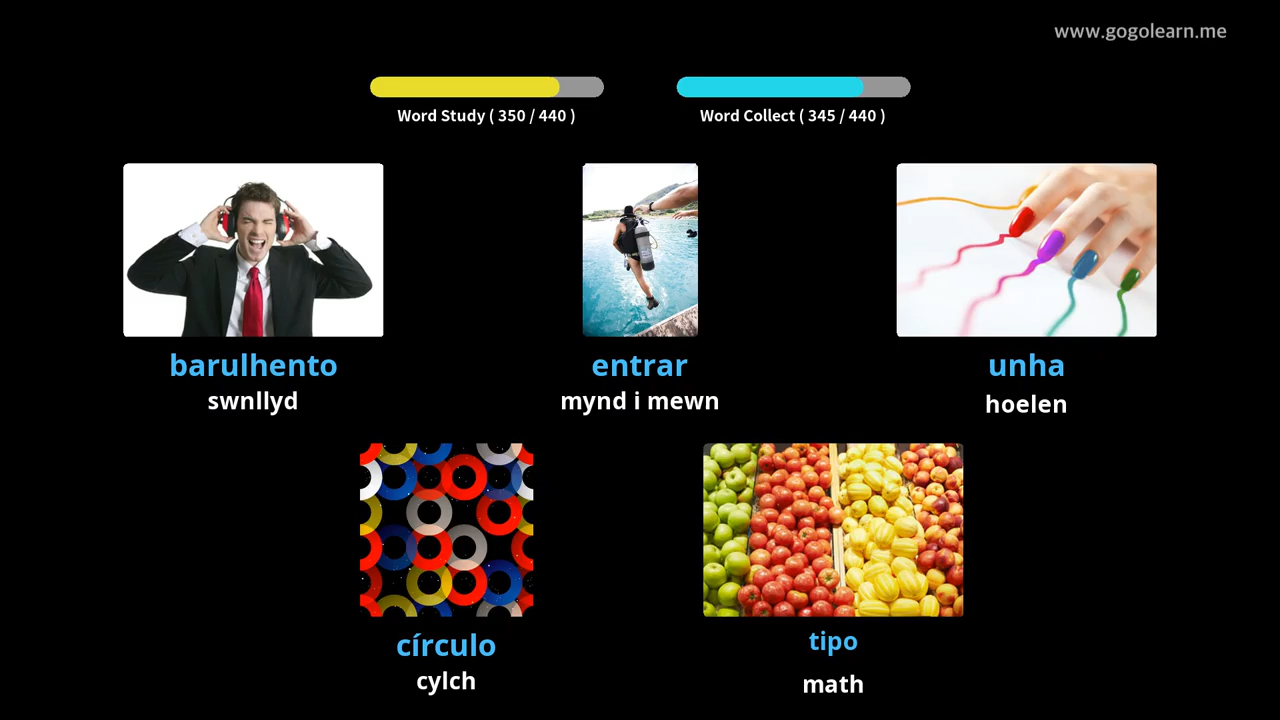 www.gogolearn.me
Word Study ( 350 / 440 )
Word Collect ( 345 / 440 )
barulhento
swnllyd
entrar
mynd i mewn
unha
hoelen
círculo
cylch
tipo
math